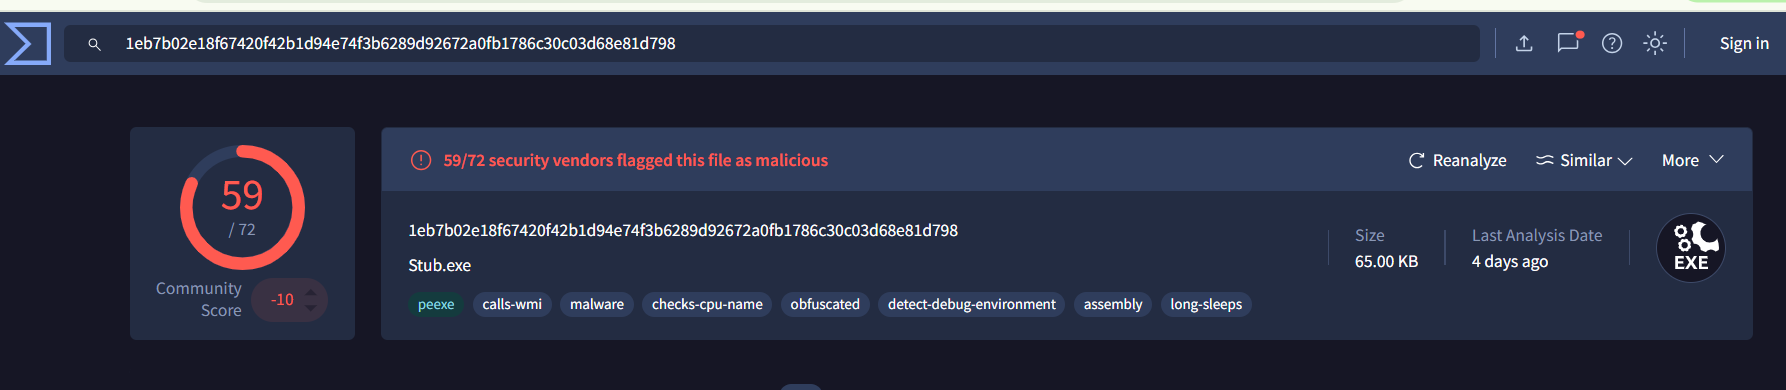 1eb7b02e18f67420f42b1d94e74f3b6289d92672a0fb1786c30c03d68e81d798
Sign in
59
/ 72
Community
Score
-10
59/72 security vendors flagged this file as malicious
Reanalyze
Similar
More
1eb7b02e18f67420f42b1d94e74f3b6289d92672a0fb1786c30c03d68e81d798
Stub.exe
peexe calls-wmi malware checks-cpu-name obfuscated detect-debug-environment assembly long-sleeps
Size
65.00 KB
Last Analysis Date
4 days ago
EXE